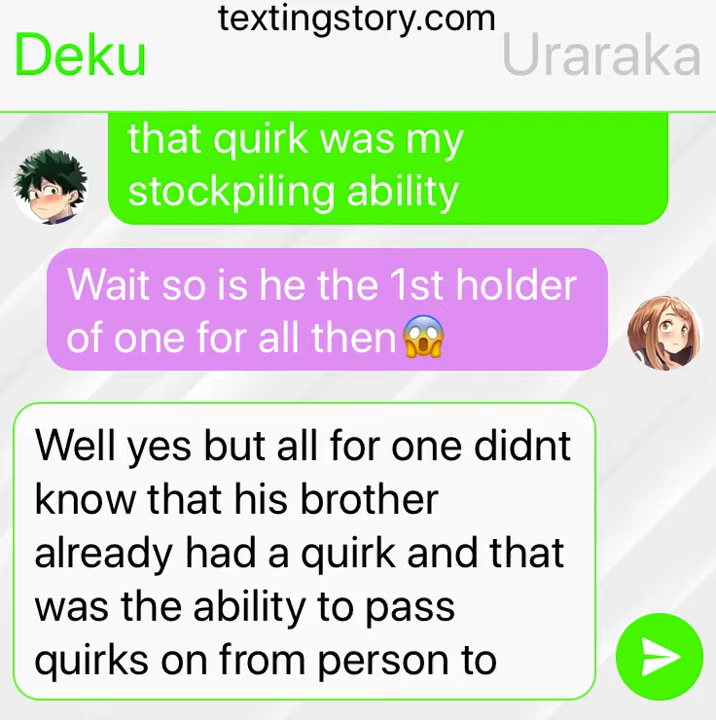 textingstory.com
Deku
Uraraka
that quirk was my
stockpiling ability
Wait so is he the 1st holder
of one for all then😱
Well yes but all for one didnt
know that his brother
already had a quirk and that
was the ability to pass
quirks on from person to